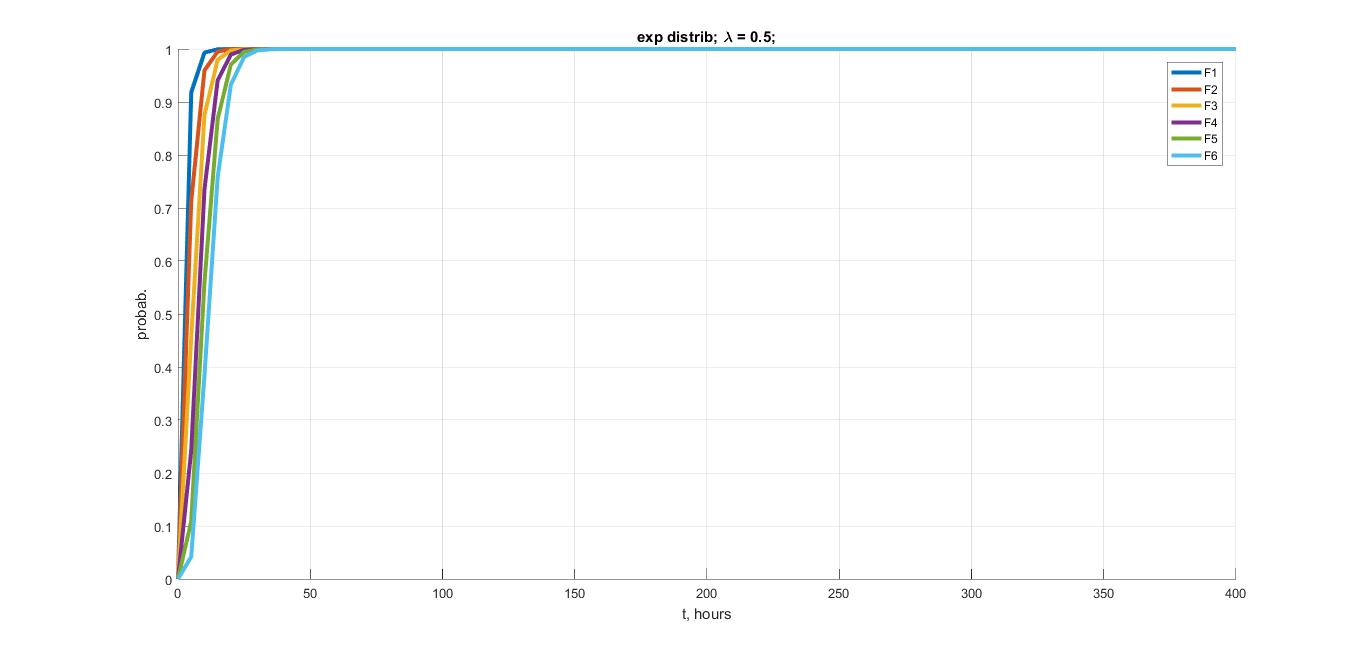 exp distrib; λ = 0.5;
1
0.9
0.8
0.7
0.6
0.5
0.4
0.3
0.2
0.1
0
probab.
F1
F2
F3
F4
F5
F6
0 50 100 150 200 250 300 350 400
t, hours